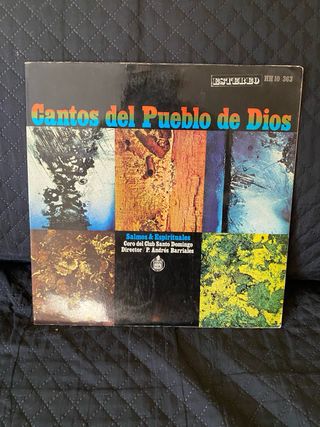 ESTEREO HH 10 363
Cantos del Pueblo de Dios
Salmos & Espirituales
Coro del Club Santo Domingo
Director / P. Andrés Barriales